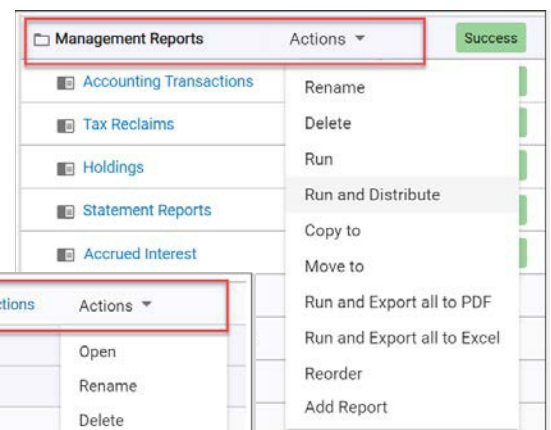 Management Reports Actions Success
Accounting Transactions
Rename
Tax Reclaims
Delete
Holdings
Run
Statement Reports
Run and Distribute
Accrued Interest
Copy to
Move to
Run and Export all to PDF
Run and Export all to Excel
Reorder
Add Report
Actions
Open
Rename
Delete